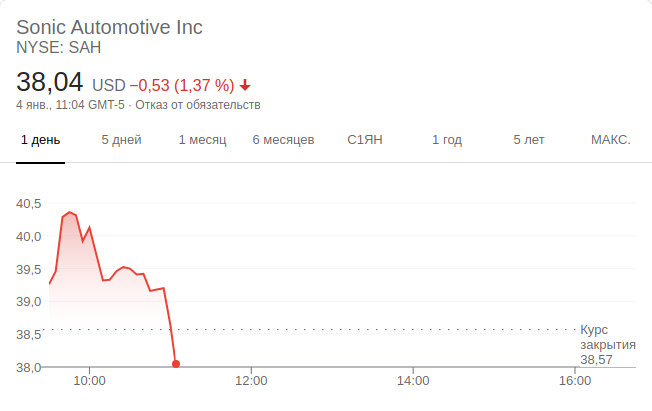 Sonic Automotive Inc
NYSE: SAH
38,04 USD −0,53 (1,37 %)
4 янв., 11:04 GMT-5 · Отказ от обязательств
1 день 5 дней 1 месяц 6 месяцев С1ЯН 1 год 5 лет МАКС.
40,5
40,0
39,5
39,0
38,5
38,0
Курс
закрытия
38,57
10:00 12:00 14:00 16:00